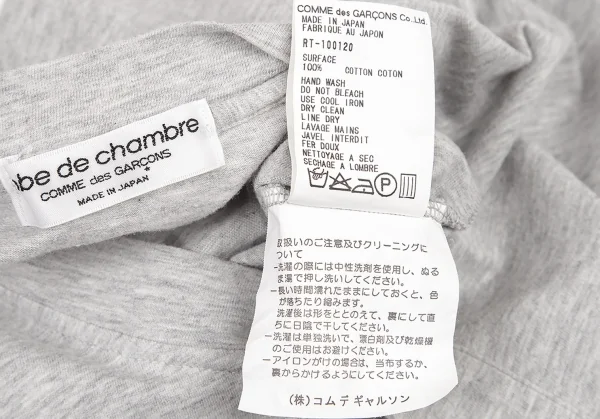 obe de chambre
COMME des GARÇONS
MADE IN JAPAN
COMME des GARÇONS Co.,Ltd.
MADE IN JAPAN
FABRIQUE AU JAPON
RT-100120
SURFACE
100% COTTON COTON
HAND WASH
DO NOT BLEACH
USE COOL IRON
DRY CLEAN
LINE DRY
LAVAGE MAINS
JAVEL INTERDIT
FER DOUX
NETTOYAGE A SEC
SECHAGE A LOMBRE
P
取扱いのご注意及びクリーニングに
ついて
−洗濯の際には中性洗剤を使用し、ぬる
ま湯で押し洗いしてください。
−長い時間濡れたままにしておくと、色
が落ちたり縮みます。
洗濯後は形をととのえて、裏にして直
ちに日陰で干してください。
−洗濯は単独洗いで、漂白剤及び乾燥機
のご使用はお避けください。
−アイロンがけの場合は、当布するか、
裏からかけるようにしてください。
(株)コムデギャルソン